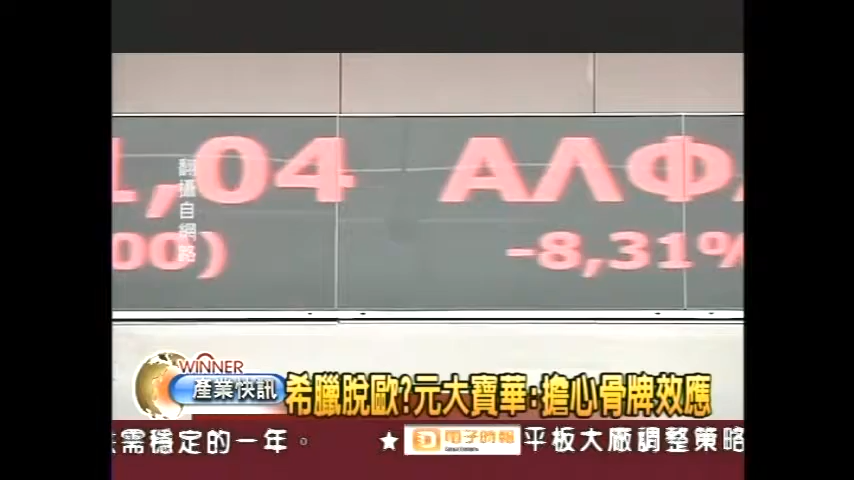 1,04 ΑΛΦΑ
00) -8,31%
翻攝自網路
WINNER
產業快訊
希臘脫歐?元大寶華:擔心骨牌效應
需穩定的一年。 ★ 電子時報 平板大廠調整策略